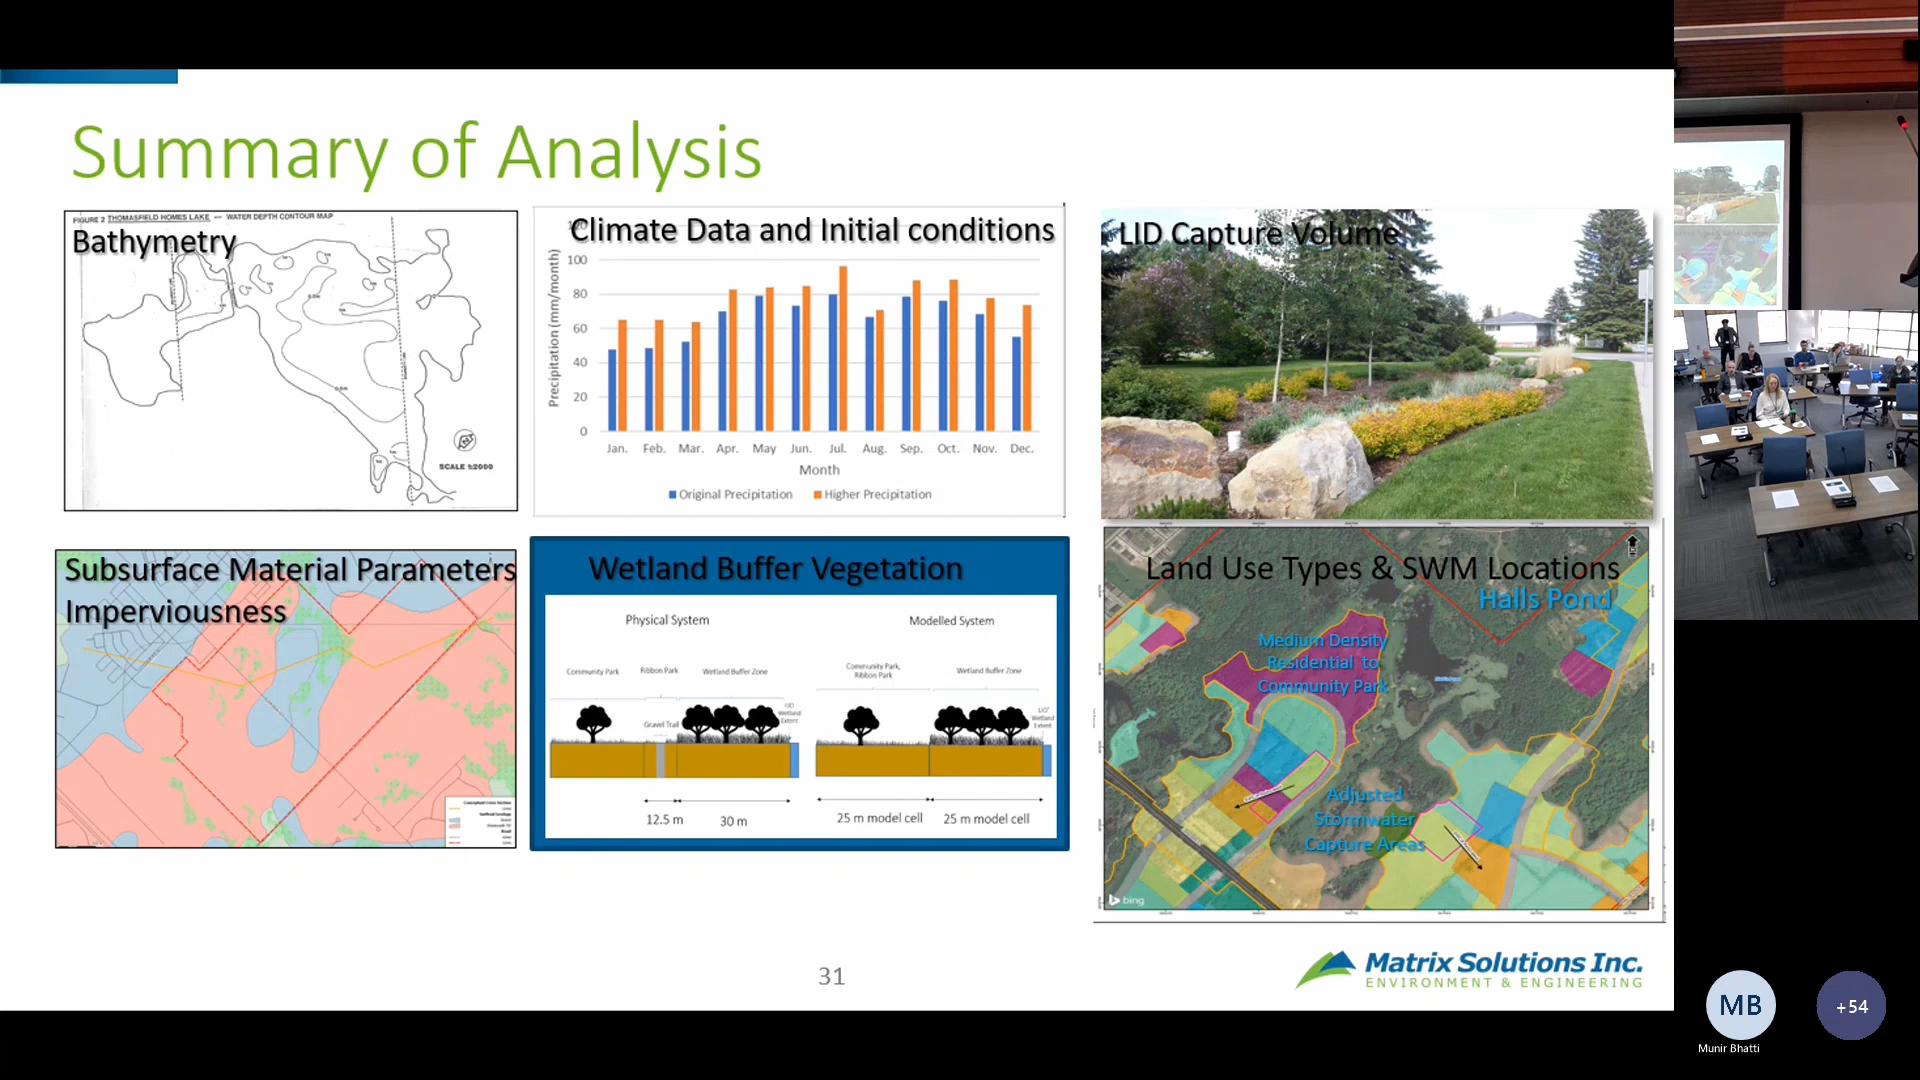 Summary of Analysis
FIGURE 2 THOMASFIELD HOMES LAKE — WATER DEPTH CONTOUR MAP
Bathymetry
SCALE 1:2000
Climate Data and Initial conditions
Precipitation (mm/month)
100
80
60
40
20
0
Jan. Feb. Mar. Apr. May Jun. Jul. Aug. Sep. Oct. Nov. Dec.
Month
Original Precipitation Higher Precipitation
LID Capture Volume
Subsurface Material Parameters
Imperviousness
Wetland Buffer Vegetation
Physical System
Modelled System
Community Park
Ribbon Park
Wetland Buffer Zone
Gravel Trail
Wetland
Extent
Community Park,
Ribbon Park
Wetland Buffer Zone
Wetland
Extent
12.5 m
30 m
25 m model cell
25 m model cell
Land Use Types & SWM Locations
Halls Pond
Medium Density
Residential to
Community Park
Adjusted
Stormwater
Capture Areas
bing
31
Matrix Solutions Inc.
ENVIRONMENT & ENGINEERING
MB
+54
Munir Bhatti